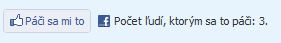 Páči sa mi to Počet ľudí, ktorým sa to páči: 3.